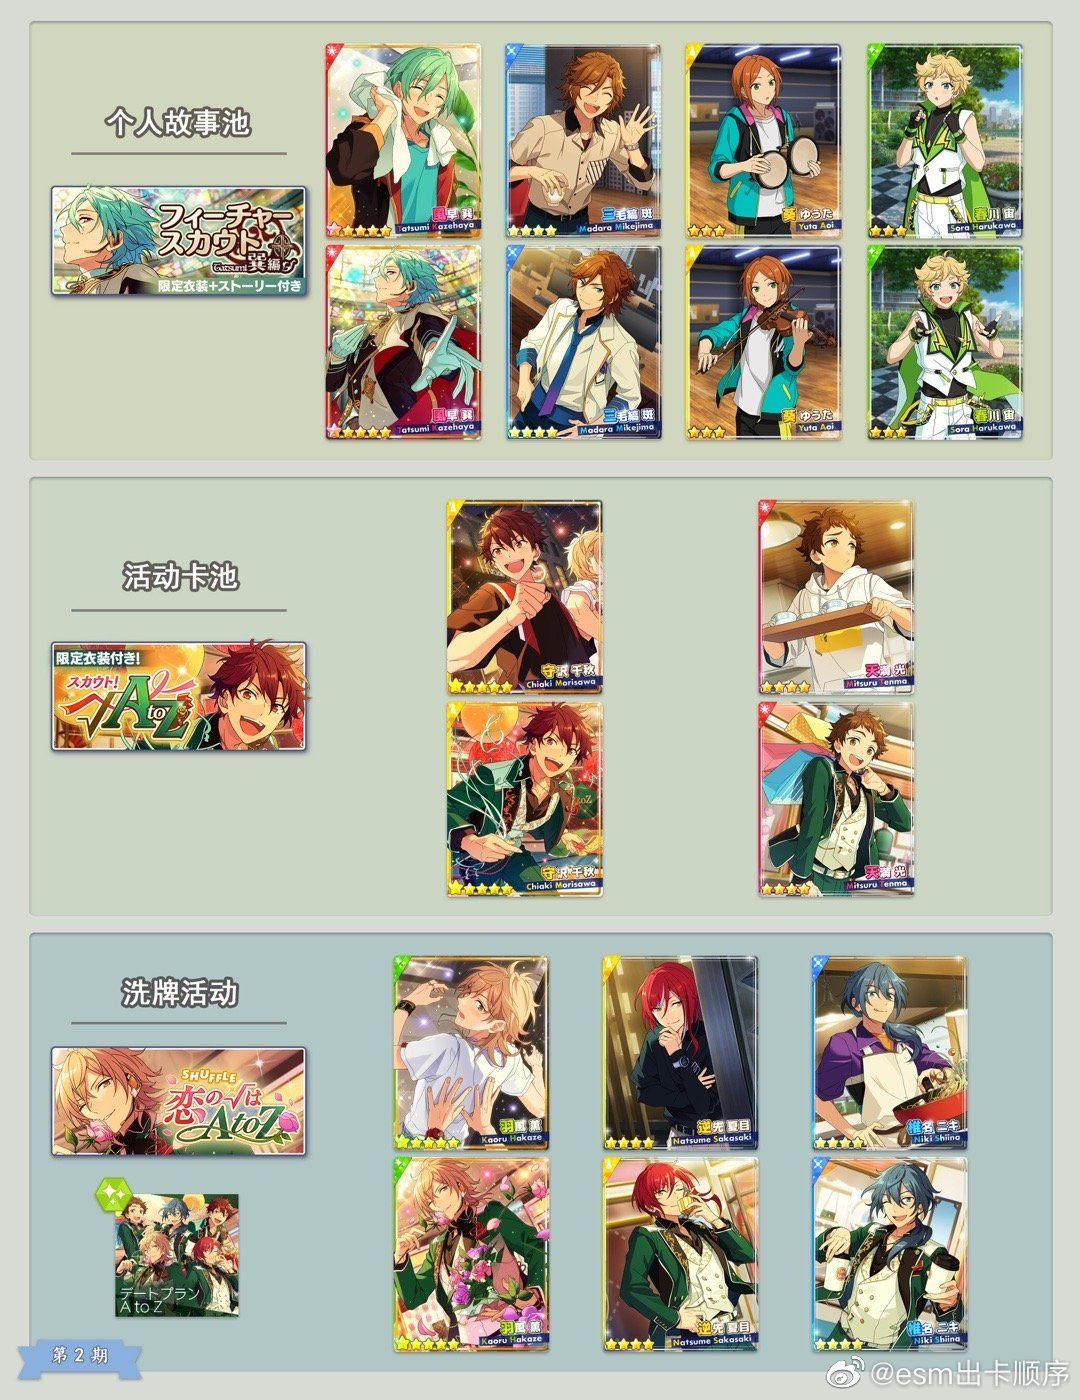 个人故事池
フィーチャー
スカウト
Tatsumi 巽編
限定衣装+ストーリー付き
風早 巽
Tatsumi Kazehaya
三毛縞 斑
Madara Mikejima
葵 ゆうた
Yuta Aoi
春川 宙
Sora Harukawa
風早 巽
Tatsumi Kazehaya
三毛縞 斑
Madara Mikejima
葵 ゆうた
Yuta Aoi
春川 宙
Sora Harukawa
活动卡池
限定衣装付き!
スカウト!
√AtoZ
守沢 千秋
Chiaki Morisawa
天満 光
Mitsuru Tenma
守沢 千秋
Chiaki Morisawa
天満 光
Mitsuru Tenma
洗牌活动
SHUFFLE
恋の√は
AtoZ
羽風 薫
Kaoru Hakaze
逆先 夏目
Natsume Sakasaki
椎名 ニキ
Niki Shiina
デートプラン
A to Z
羽風 薫
Kaoru Hakaze
逆先 夏目
Natsume Sakasaki
椎名 ニキ
Niki Shiina
第 2 期
@esm出卡顺序